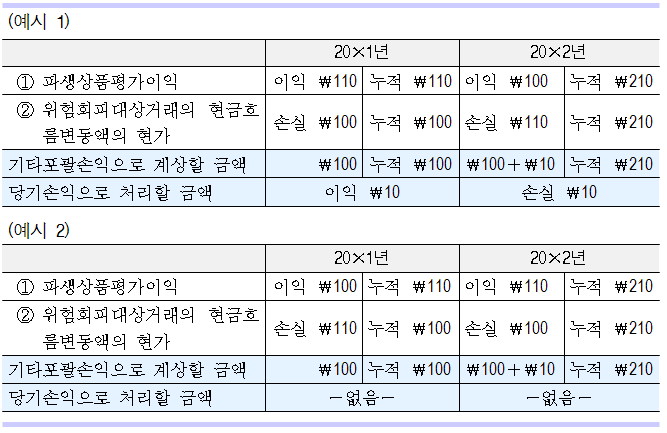 (예시 1)
20×1년 20×2년
① 파생상품평가이익 이익 ₩110 누적 ₩110 이익 ₩100 누적 ₩210
② 위험회피대상거래의 현금흐
름변동액의 현가 손실 ₩100 누적 ₩100 손실 ₩110 누적 ₩210
기타포괄손익으로 계상할 금액 ₩100 누적 ₩100 ₩100+₩10 누적 ₩210
당기손익으로 처리할 금액 이익 ₩10 손실 ₩10
(예시 2)
20×1년 20×2년
① 파생상품평가이익 이익 ₩100 누적 ₩100 이익 ₩110 누적 ₩210
② 위험회피대상거래의 현금흐
름변동액의 현가 손실 ₩110 누적 ₩100 손실 ₩100 누적 ₩210
기타포괄손익으로 계상할 금액 ₩100 누적 ₩100 ₩100+₩10 누적 ₩210
당기손익으로 처리할 금액 -없음- -없음-